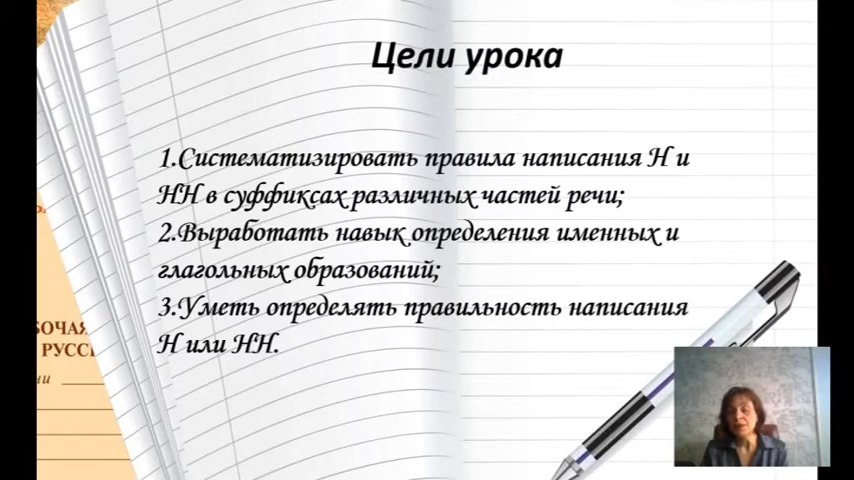 Цели урока
1.Систематизировать правила написания Н и
НН в суффиксах различных частей речи;
2.Выработать навык определения именных и
глагольных образований;
3.Уметь определять правильность написания
Н или НН.